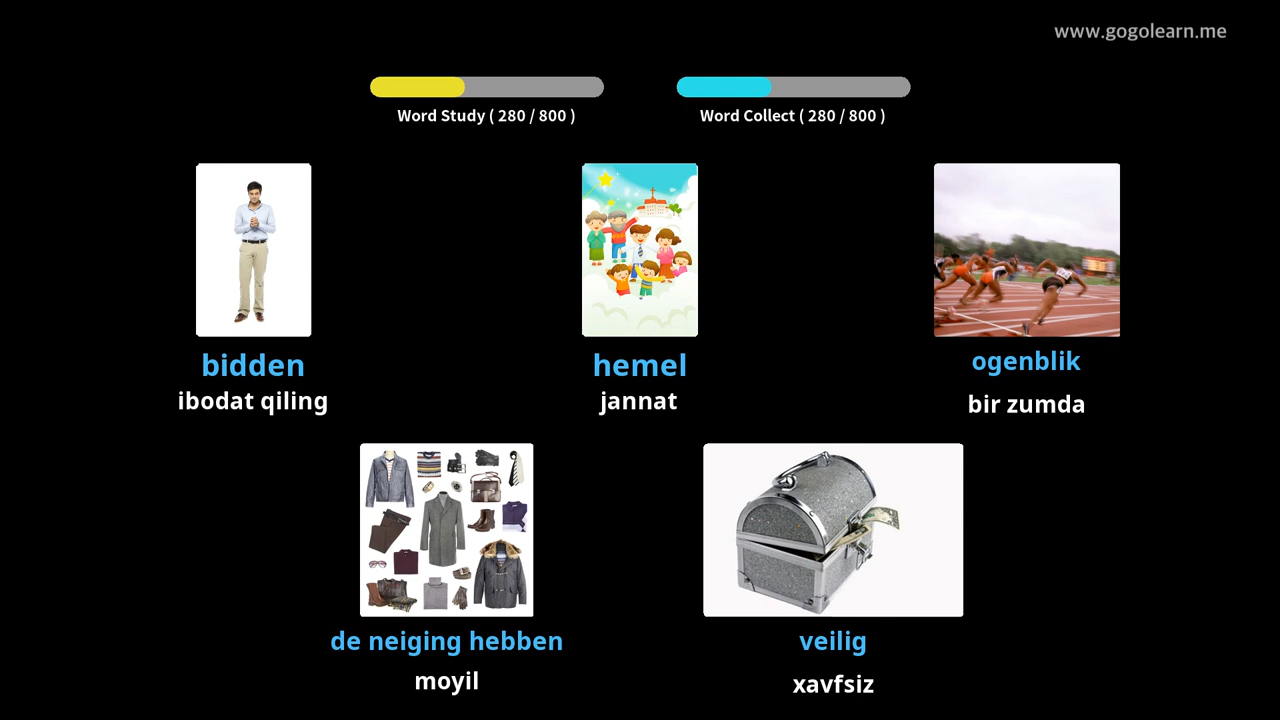 www.gogolearn.me
Word Study ( 280 / 800 )
Word Collect ( 280 / 800 )
bidden
ibodat qiling
hemel
jannat
ogenblik
bir zumda
de neiging hebben
moyil
veilig
xavfsiz